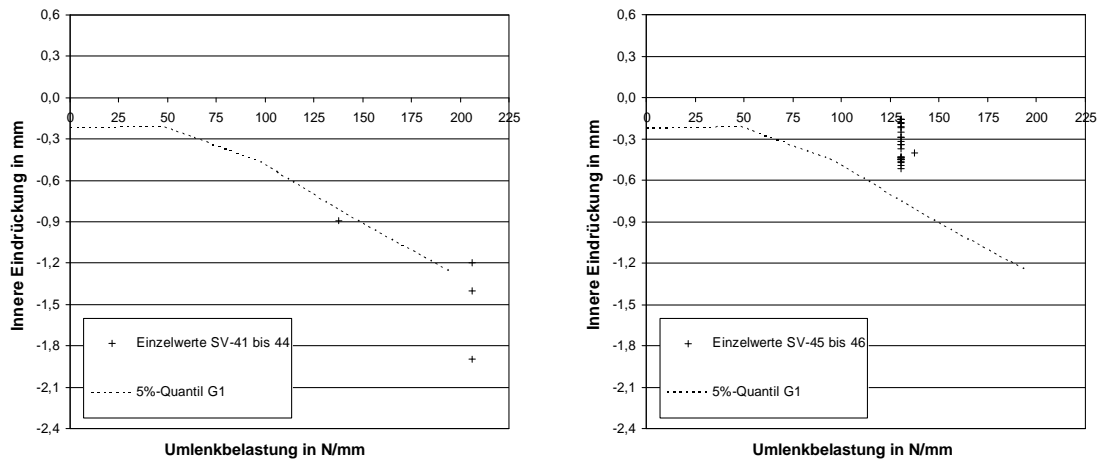 0,6
0,3
0,0
-0,3
-0,6
-0,9
-1,2
-1,5
-1,8
-2,1
-2,4
0 25 50 75 100 125 150 175 200 225
Innere Eindrückung in mm
Umlenkbelastung in N/mm
Einzelwerte SV-41 bis 44
5%-Quantil G1
0,6
0,3
0,0
-0,3
-0,6
-0,9
-1,2
-1,5
-1,8
-2,1
-2,4
0 25 50 75 100 125 150 175 200 225
Innere Eindrückung in mm
Umlenkbelastung in N/mm
Einzelwerte SV-45 bis 46
5%-Quantil G1